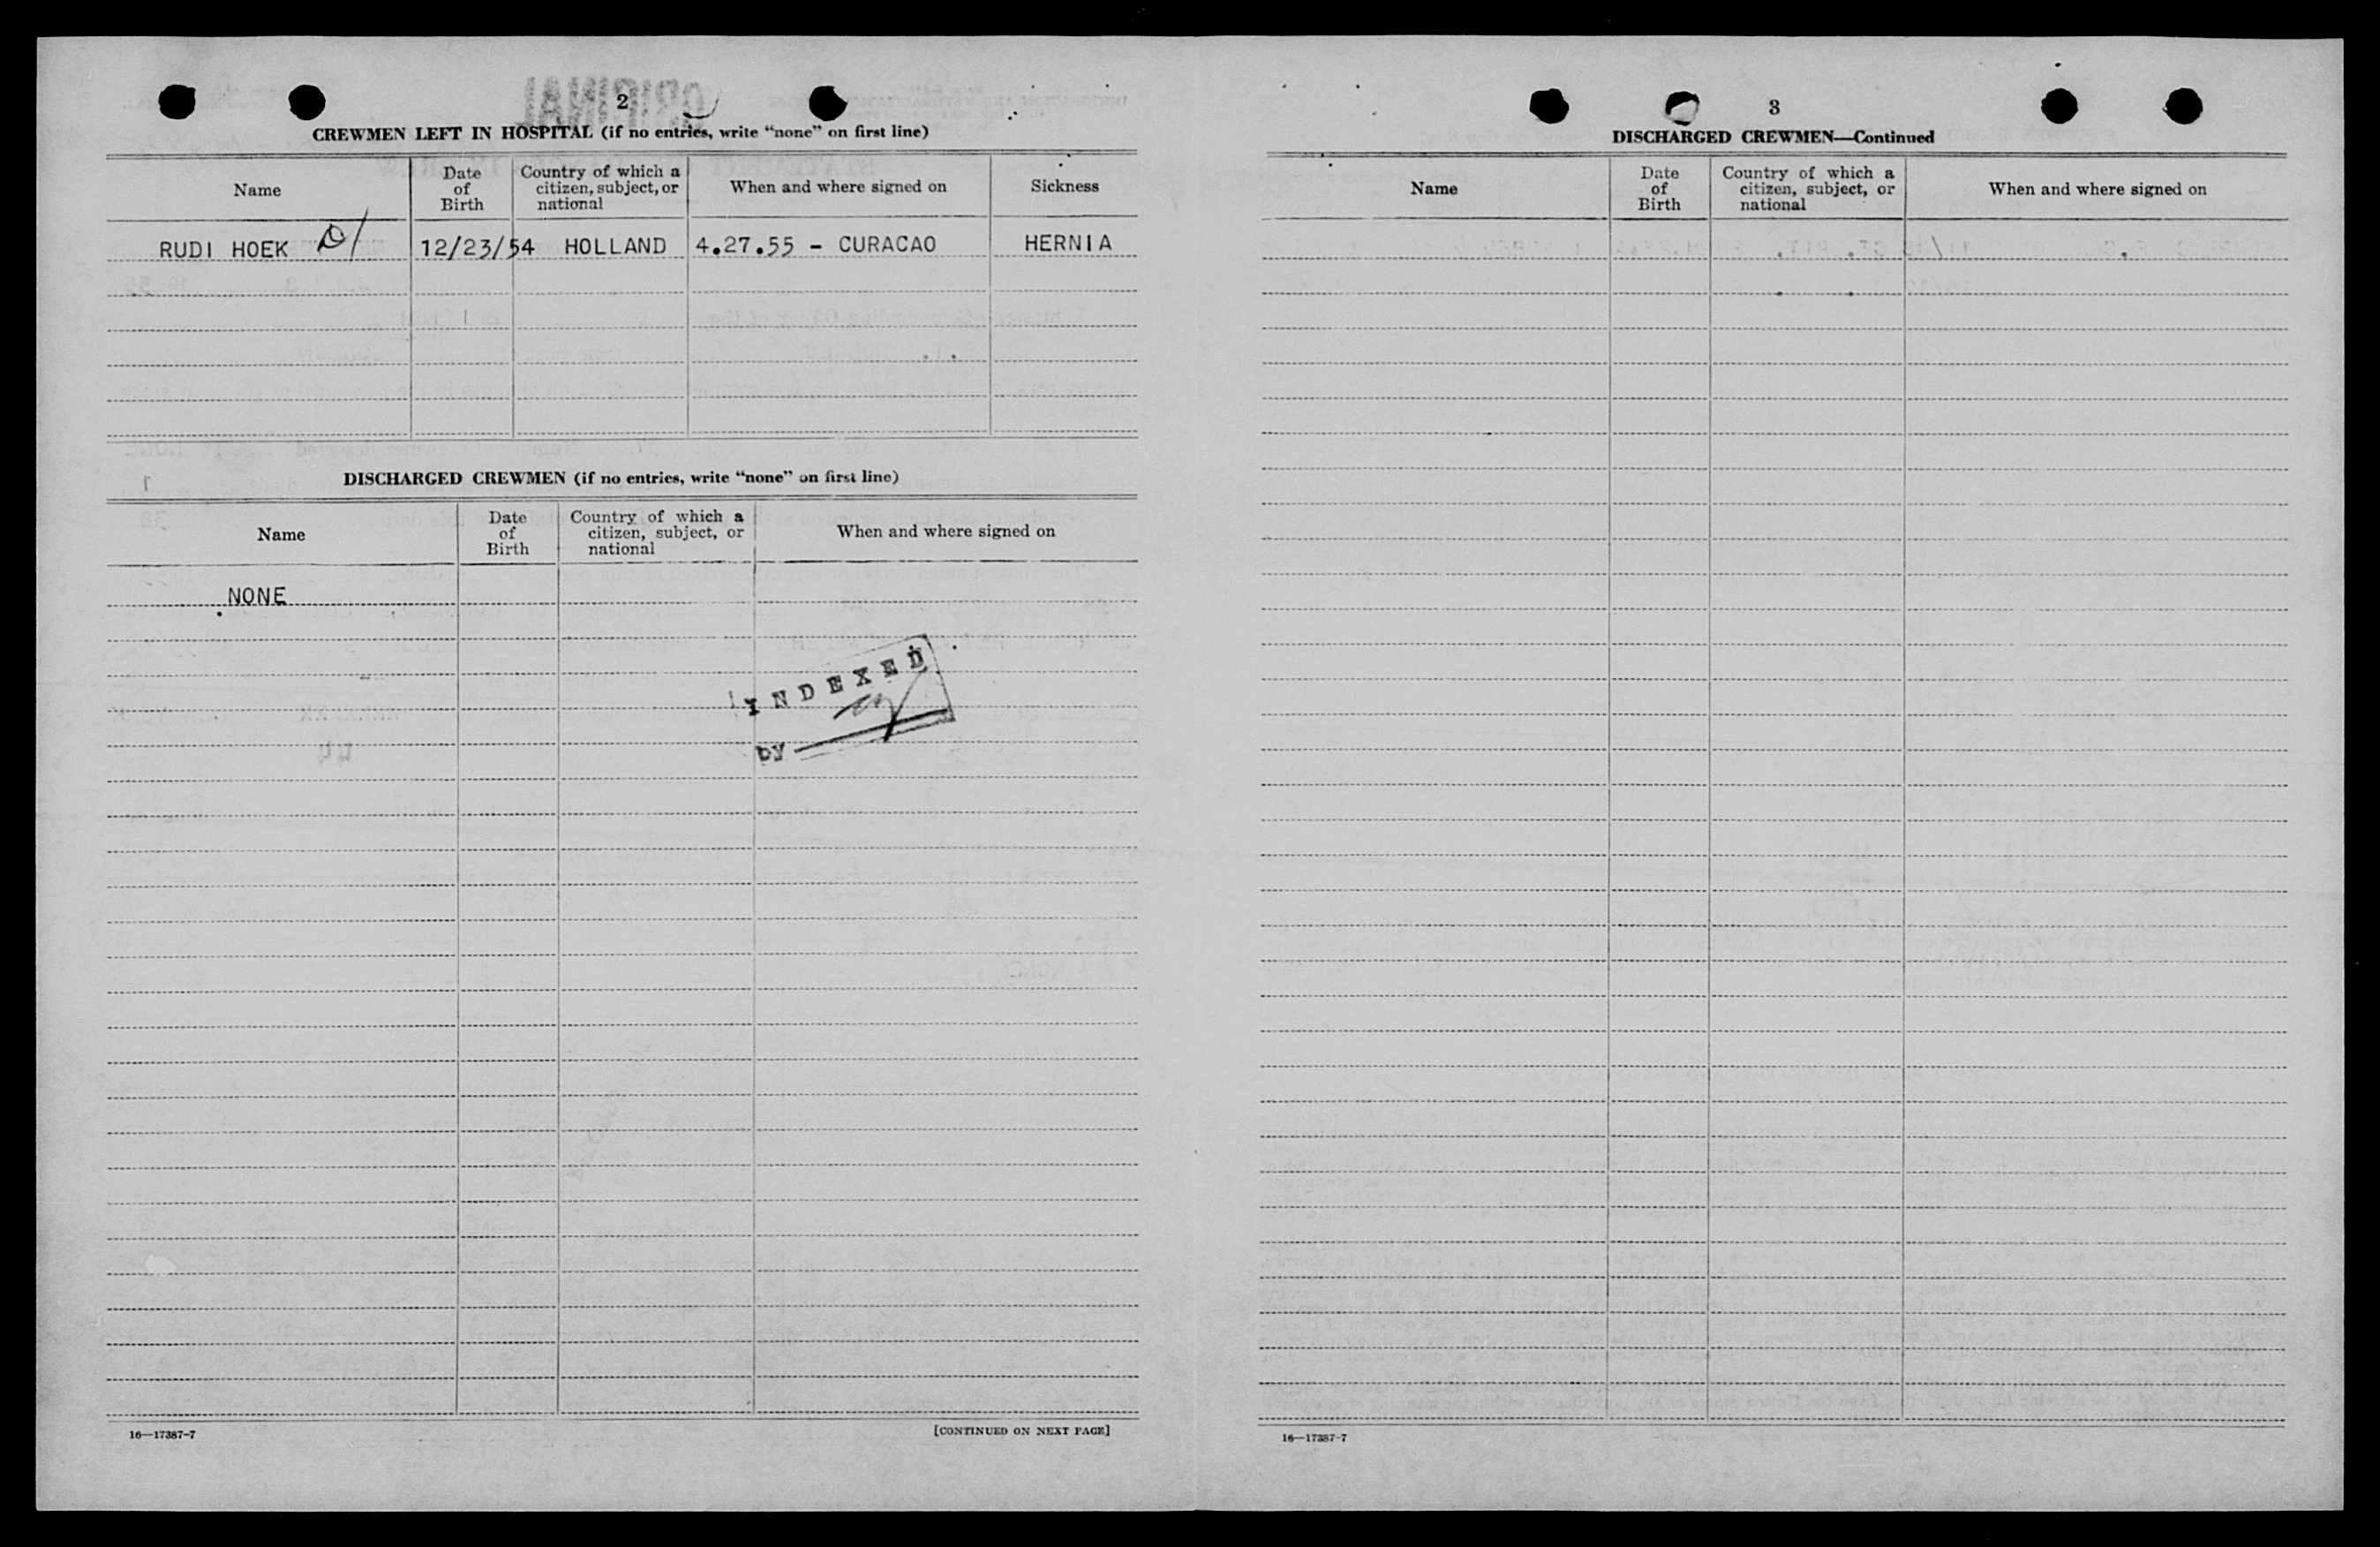 2
CREWMEN LEFT IN HOSPITAL (if no entries, write "none" on first line)
Name
Date of Birth
Country of which a citizen, subject, or national
When and where signed on
Sickness
RUDI HOEK
12/23/54
HOLLAND
4.27.55 - CURACAO
HERNIA
DISCHARGED CREWMEN (if no entries, write "none" on first line)
Name
Date of Birth
Country of which a citizen, subject, or national
When and where signed on
NONE
INDEXED
by
16—17387-7
[CONTINUED ON NEXT PAGE]
3
DISCHARGED CREWMEN—Continued
Name
Date of Birth
Country of which a citizen, subject, or national
When and where signed on
16—17387-7